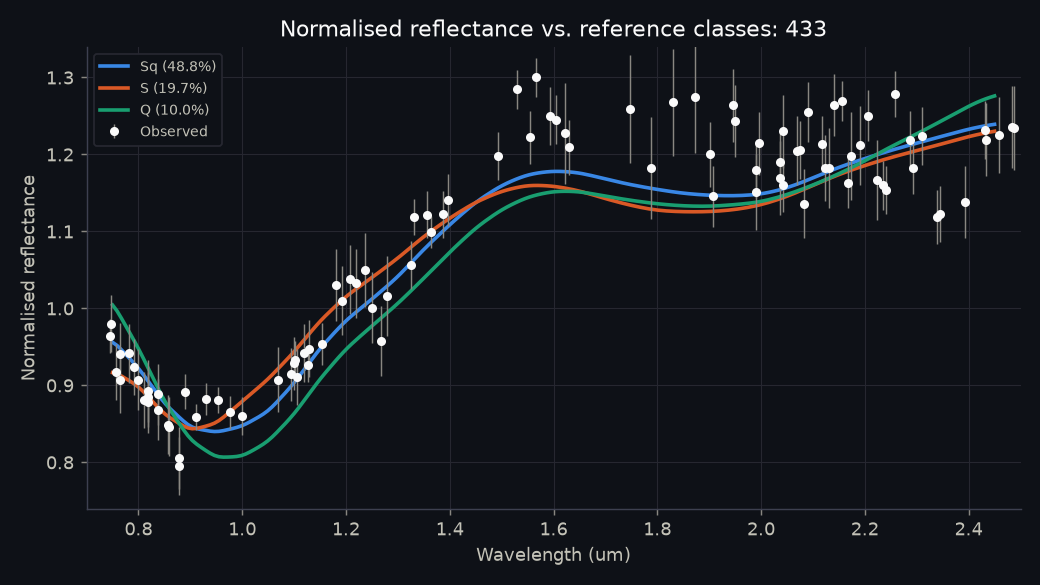 Normalised reflectance vs. reference classes: 433
Sq (48.8%)
S (19.7%)
Q (10.0%)
Observed
Normalised reflectance
1.3
1.2
1.1
1.0
0.9
0.8
0.8 1.0 1.2 1.4 1.6 1.8 2.0 2.2 2.4
Wavelength (um)